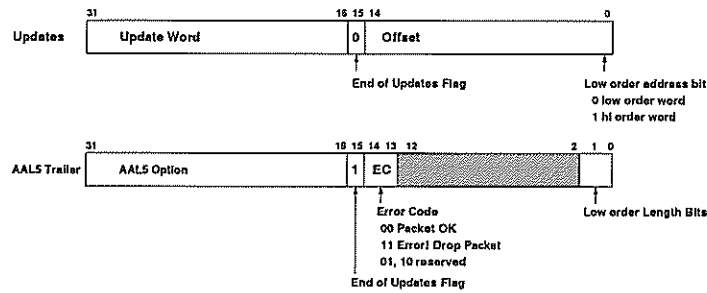 31 16 15 14 0
Updates Update Word 0 Offset
End of Updates Flag
Low order address bit
0 low order word
1 hi order word
31 16 15 14 13 12 2 1 0
AAL5 Trailer AAL5 Option 1 EC
Error Code
00 Packet OK
11 Error! Drop Packet
01, 10 reserved
Low order Length Bits
End of Updates Flag